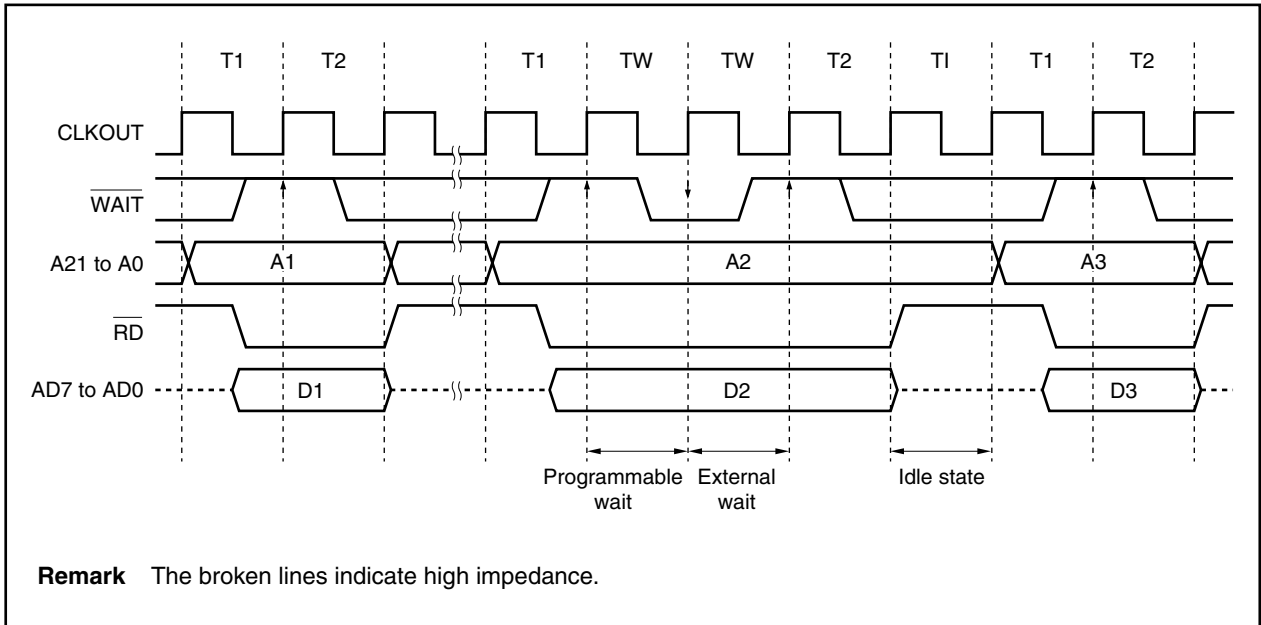 T1 T2 T1 TW TW T2 TI T1 T2
CLKOUT
WAIT
A21 to A0 A1 A2 A3
RD
AD7 to AD0 D1 D2 D3
Programmable wait External wait Idle state
Remark The broken lines indicate high impedance.